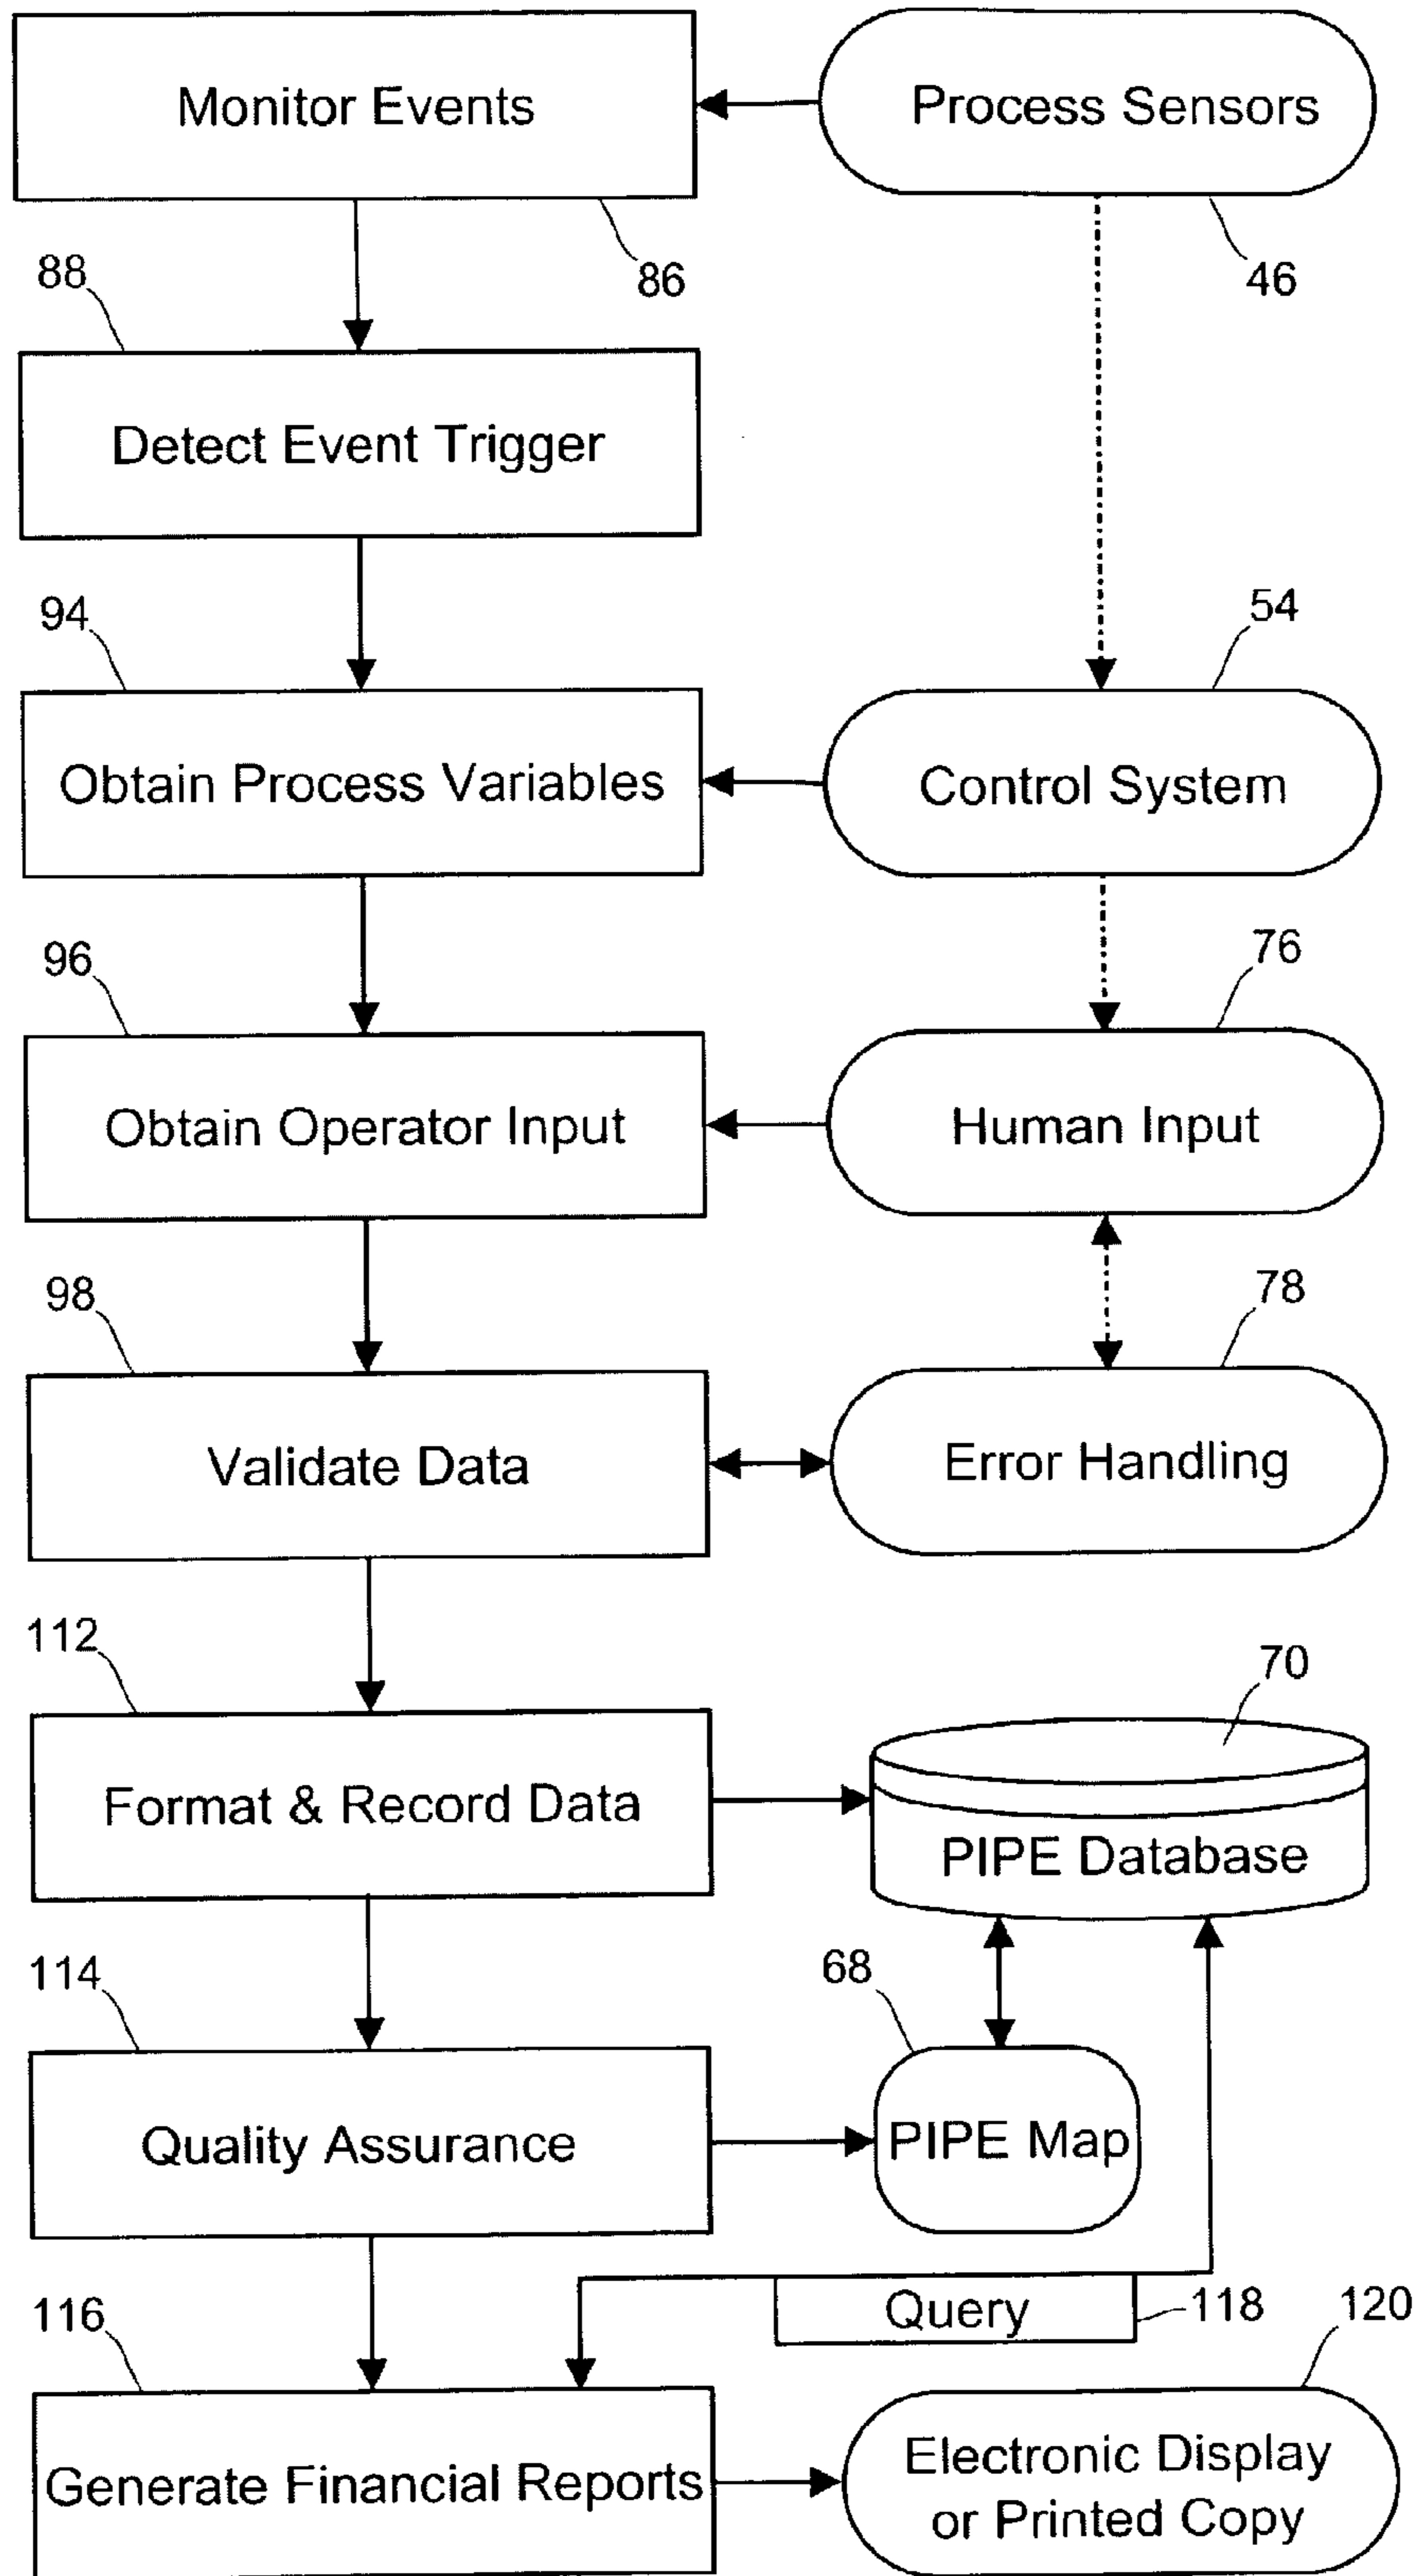 Monitor Events
Process Sensors
86
46
88
Detect Event Trigger
94
54
Obtain Process Variables
Control System
96
76
Obtain Operator Input
Human Input
98
78
Validate Data
Error Handling
112
70
Format & Record Data
PIPE Database
114
68
Quality Assurance
PIPE Map
116
Query
118
120
Generate Financial Reports
Electronic Display
or Printed Copy